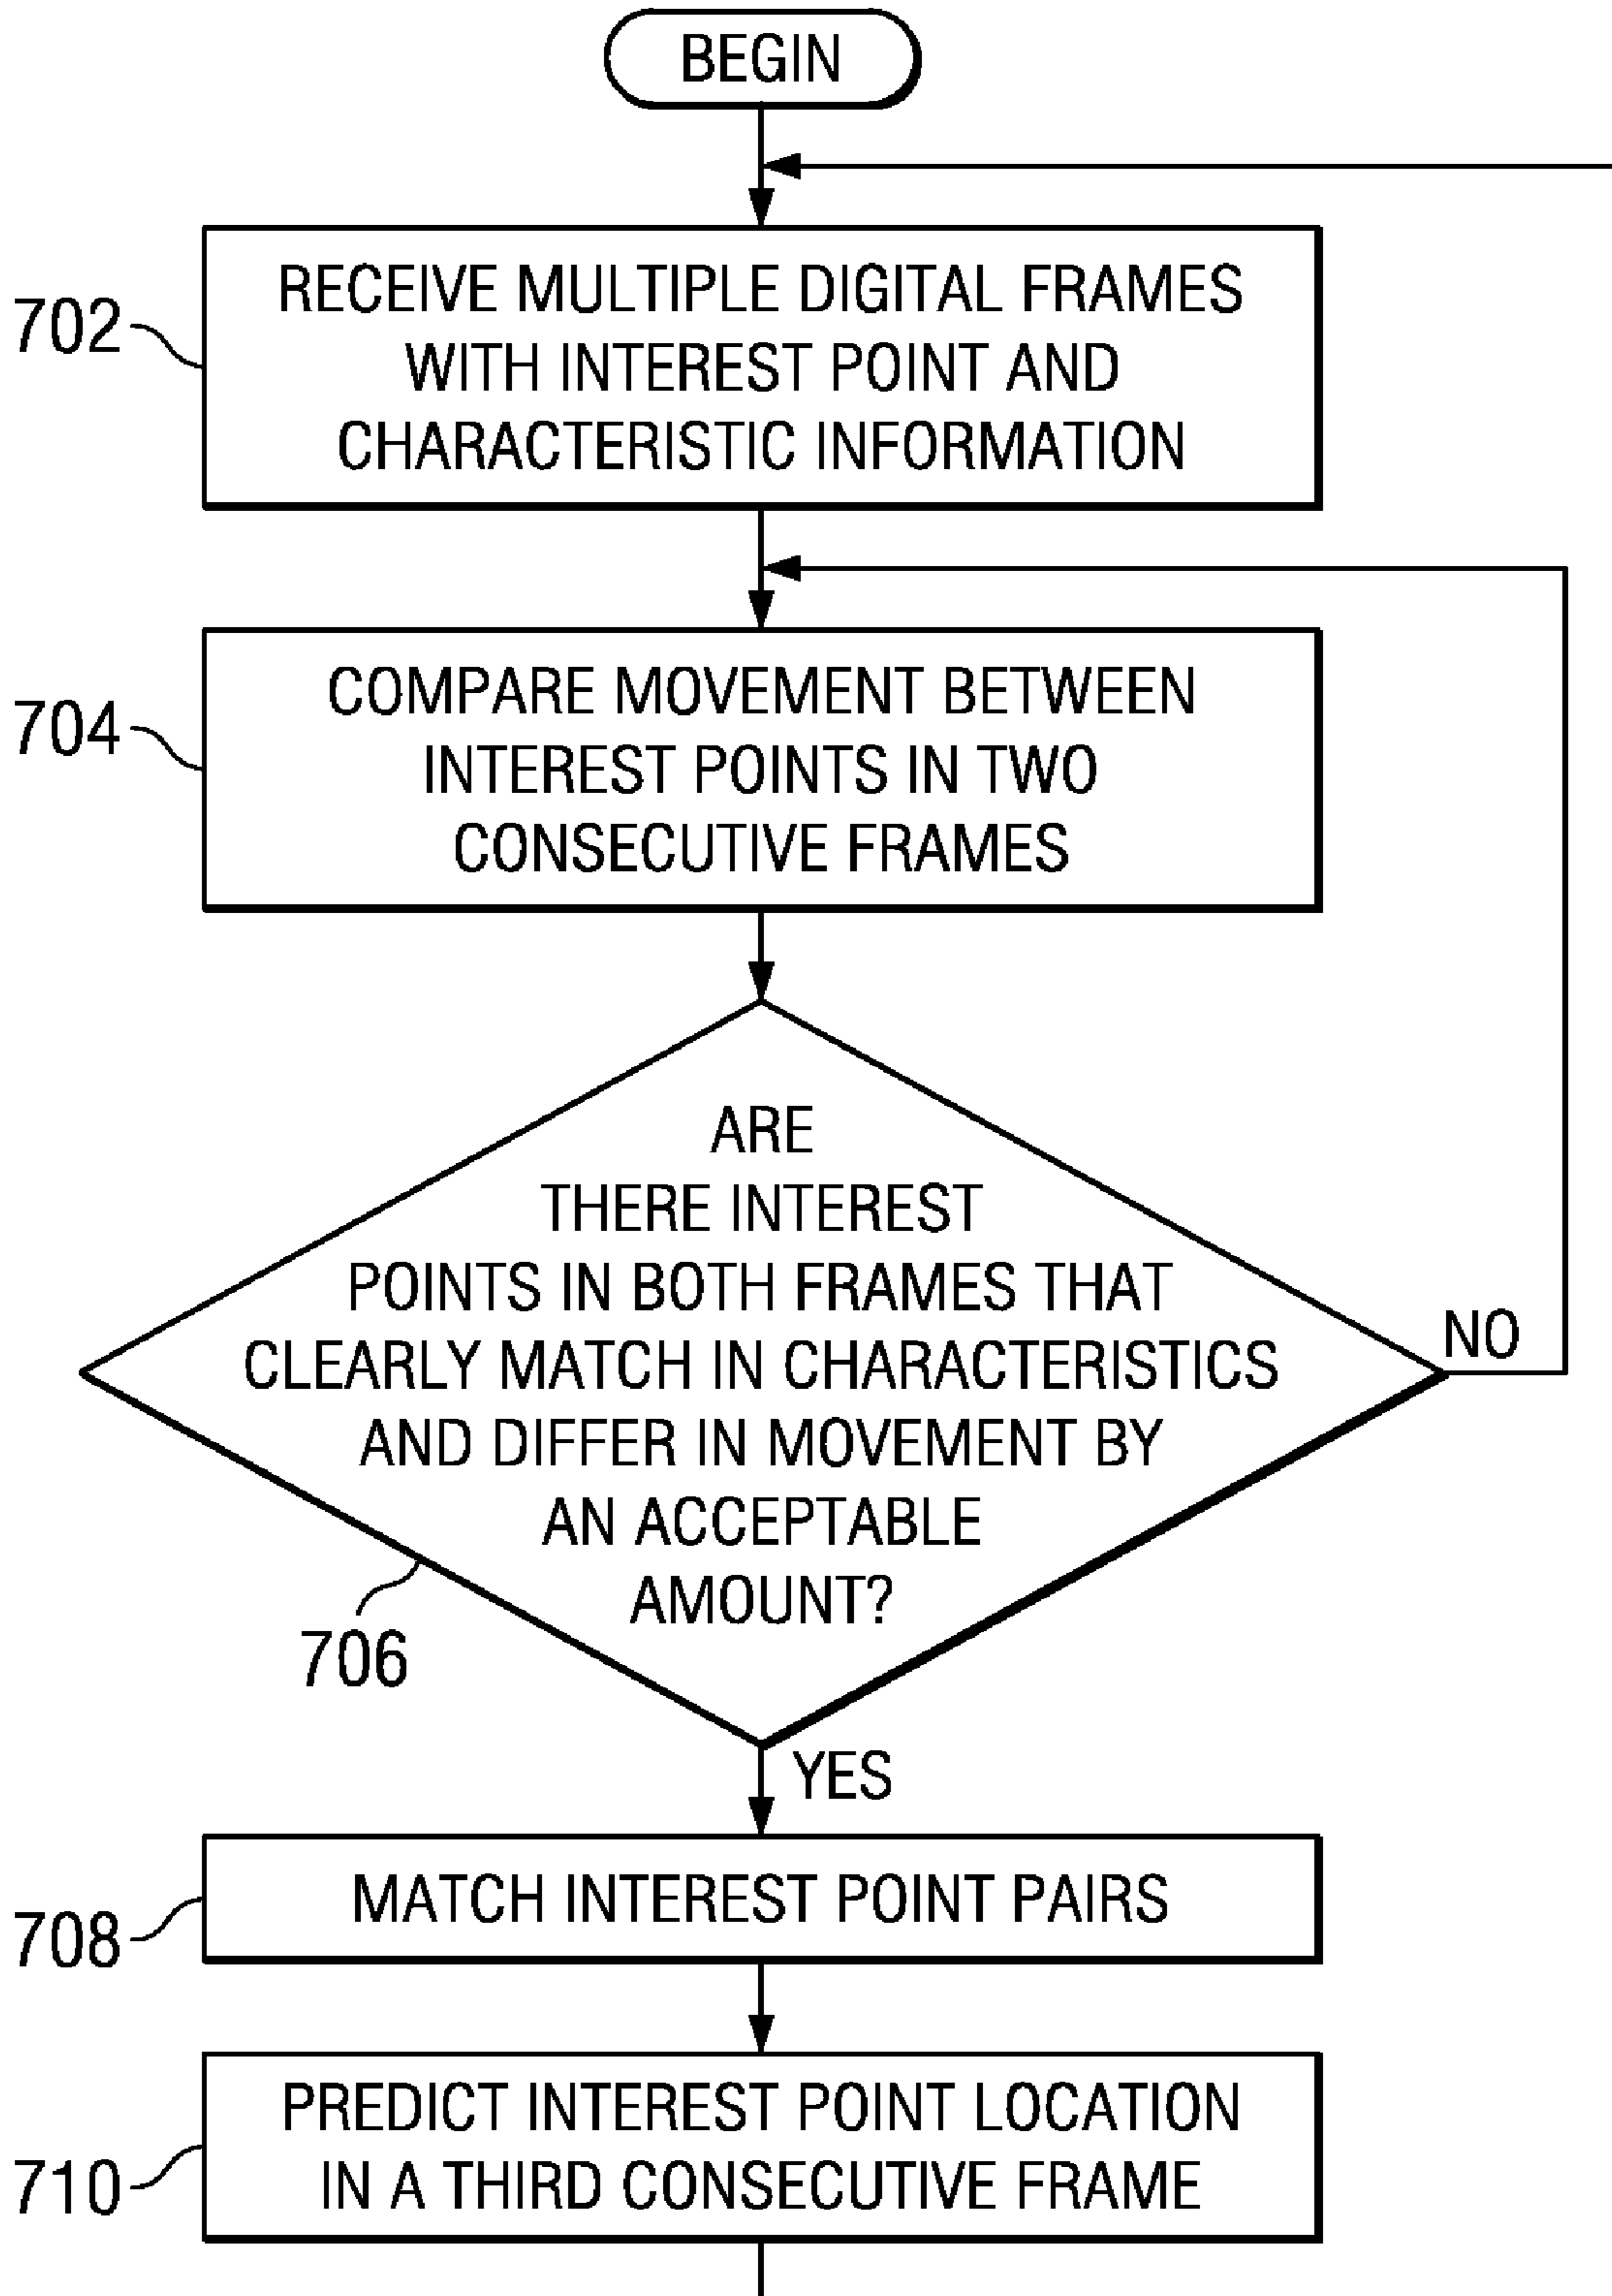 BEGIN
702
RECEIVE MULTIPLE DIGITAL FRAMES
WITH INTEREST POINT AND
CHARACTERISTIC INFORMATION
704
COMPARE MOVEMENT BETWEEN
INTEREST POINTS IN TWO
CONSECUTIVE FRAMES
ARE
THERE INTEREST
POINTS IN BOTH FRAMES THAT
CLEARLY MATCH IN CHARACTERISTICS
AND DIFFER IN MOVEMENT BY
AN ACCEPTABLE
AMOUNT?
NO
706
YES
708
MATCH INTEREST POINT PAIRS
710
PREDICT INTEREST POINT LOCATION
IN A THIRD CONSECUTIVE FRAME